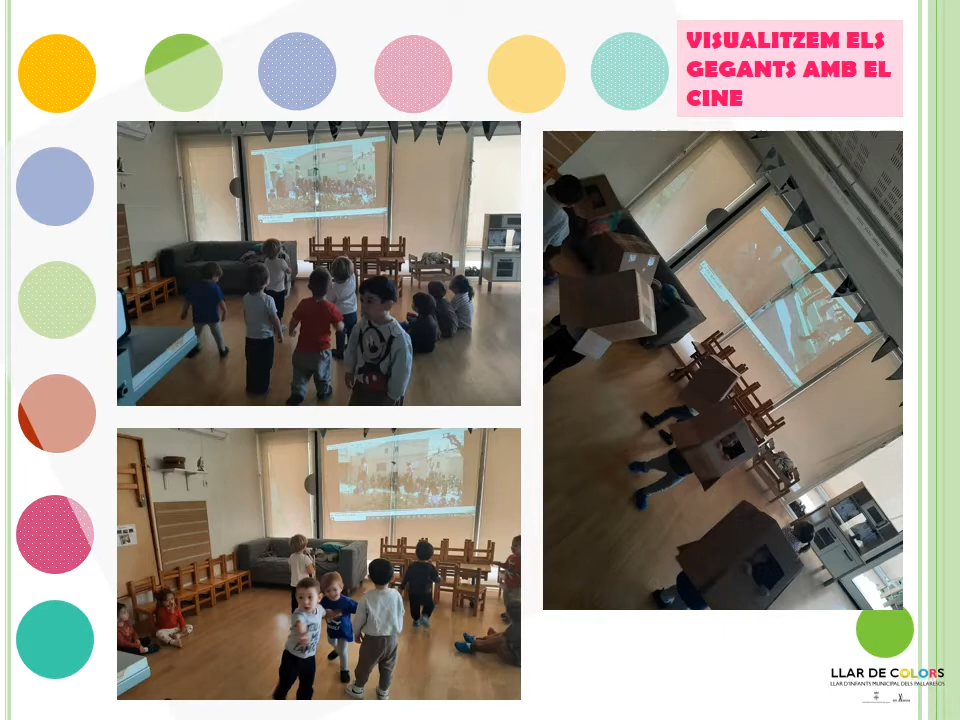 VISUALITZEM ELS
GEGANTS AMB EL
CINE
LLAR DE COLORS
LLAR D'INFANTS MUNICIPAL DELS PALLARESOS